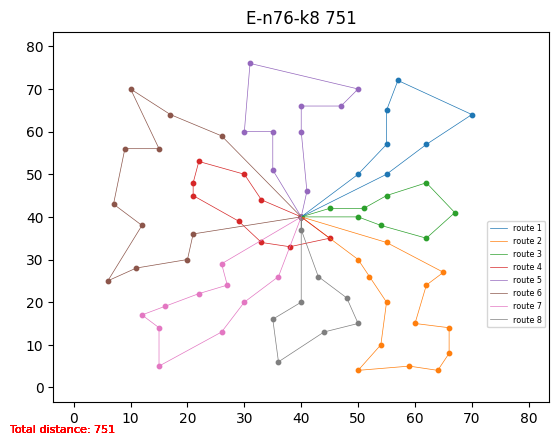 E-n76-k8 751
80
70
60
50
40
30
20
10
0
0 10 20 30 40 50 60 70 80
route 1
route 2
route 3
route 4
route 5
route 6
route 7
route 8
Total distance: 751